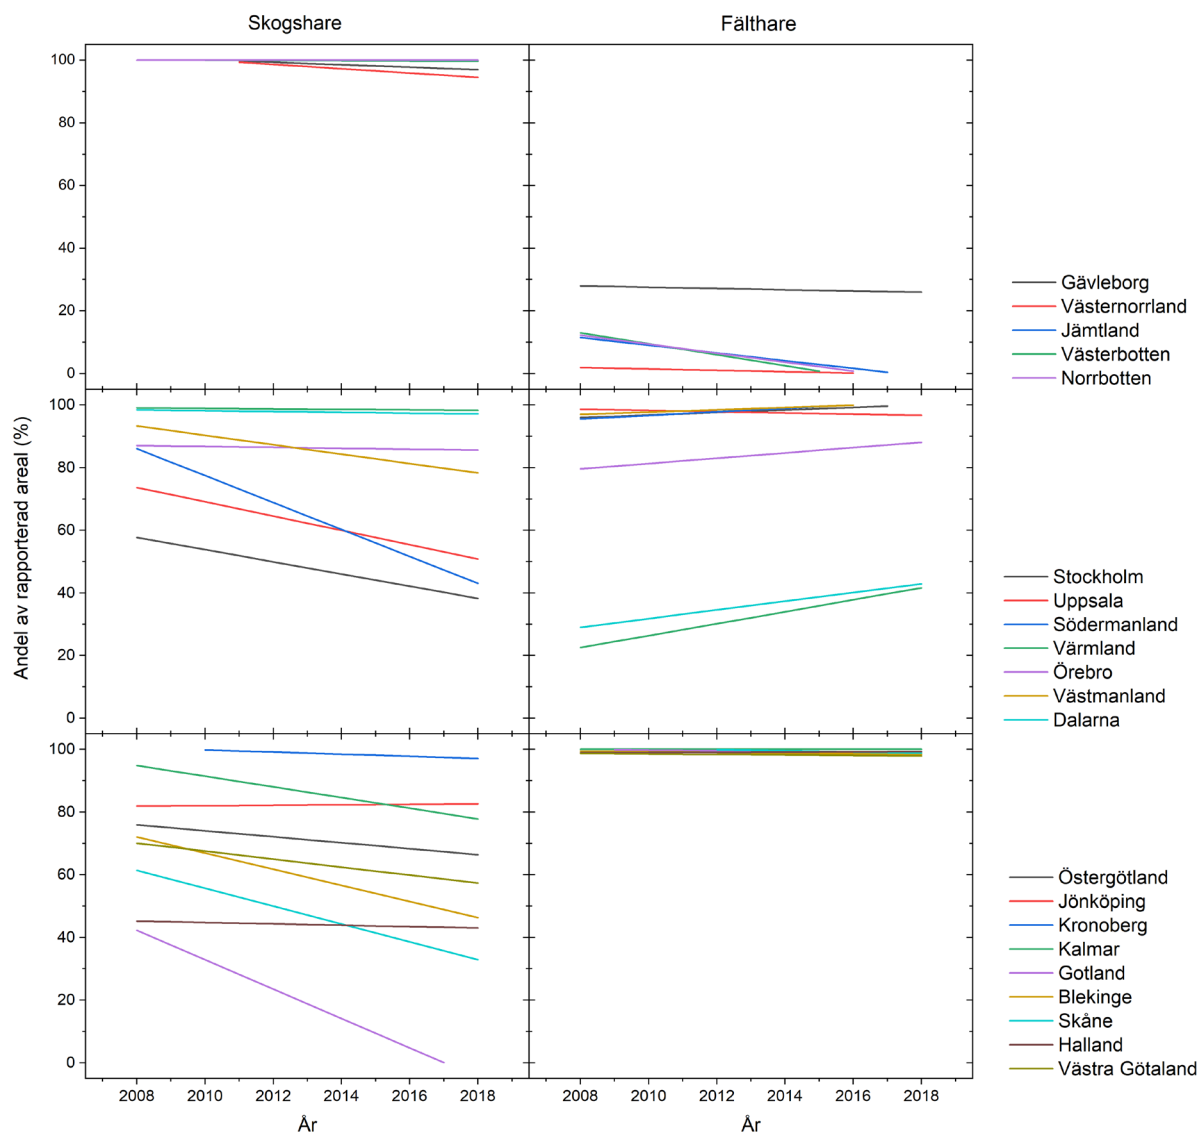 Skogshare
Fälthare
100
80
60
40
20
0
Gävleborg
Västernorrland
Jämtland
Västerbotten
Norrbotten
Andel av rapporterad areal (%)
100
80
60
40
20
0
Stockholm
Uppsala
Södermanland
Värmland
Örebro
Västmanland
Dalarna
100
80
60
40
20
0
Östergötland
Jönköping
Kronoberg
Kalmar
Gotland
Blekinge
Skåne
Halland
Västra Götaland
2008 2010 2012 2014 2016 2018
2008 2010 2012 2014 2016 2018
År
År